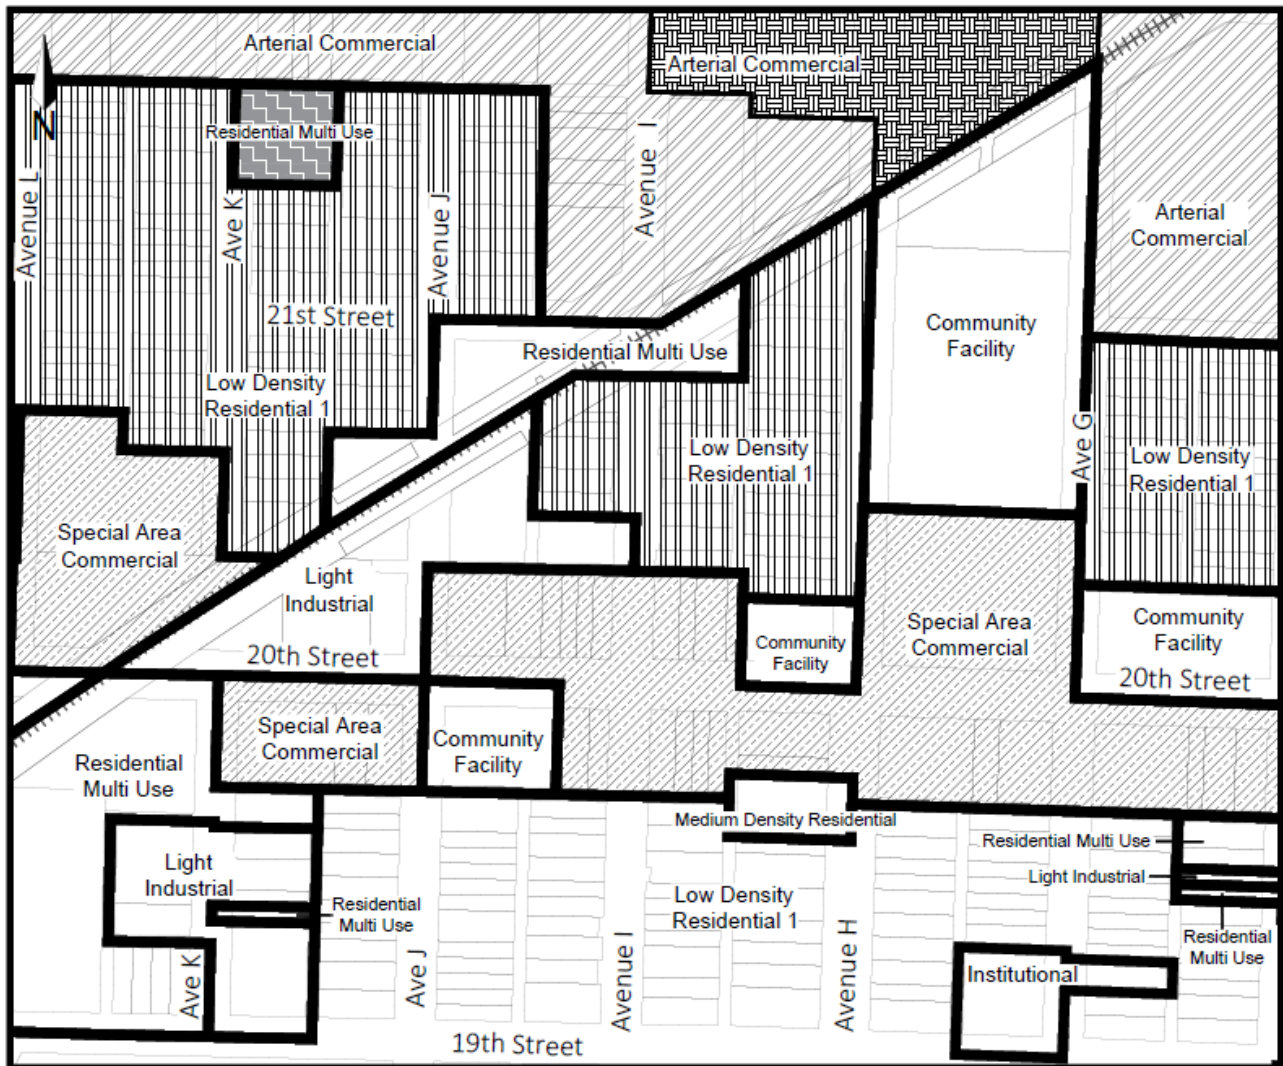 Arterial Commercial
Arterial Commercial
N
Residential Multi Use
Avenue L
Ave K
Avenue J
Avenue I
Arterial
Commercial
21st Street
Community
Facility
Residential Multi Use
Low Density
Residential 1
Ave G
Low Density
Residential 1
Low Density
Residential 1
Special Area
Commercial
Light
Industrial
Special Area
Commercial
Community
Facility
Community
Facility
20th Street
20th Street
Special Area
Commercial
Community
Facility
Residential
Multi Use
Medium Density Residential
Residential Multi Use
Light
Industrial
Light Industrial
Low Density
Residential 1
Residential
Multi Use
Residential
Multi Use
Ave K
Ave J
Avenue I
Avenue H
Institutional
19th Street